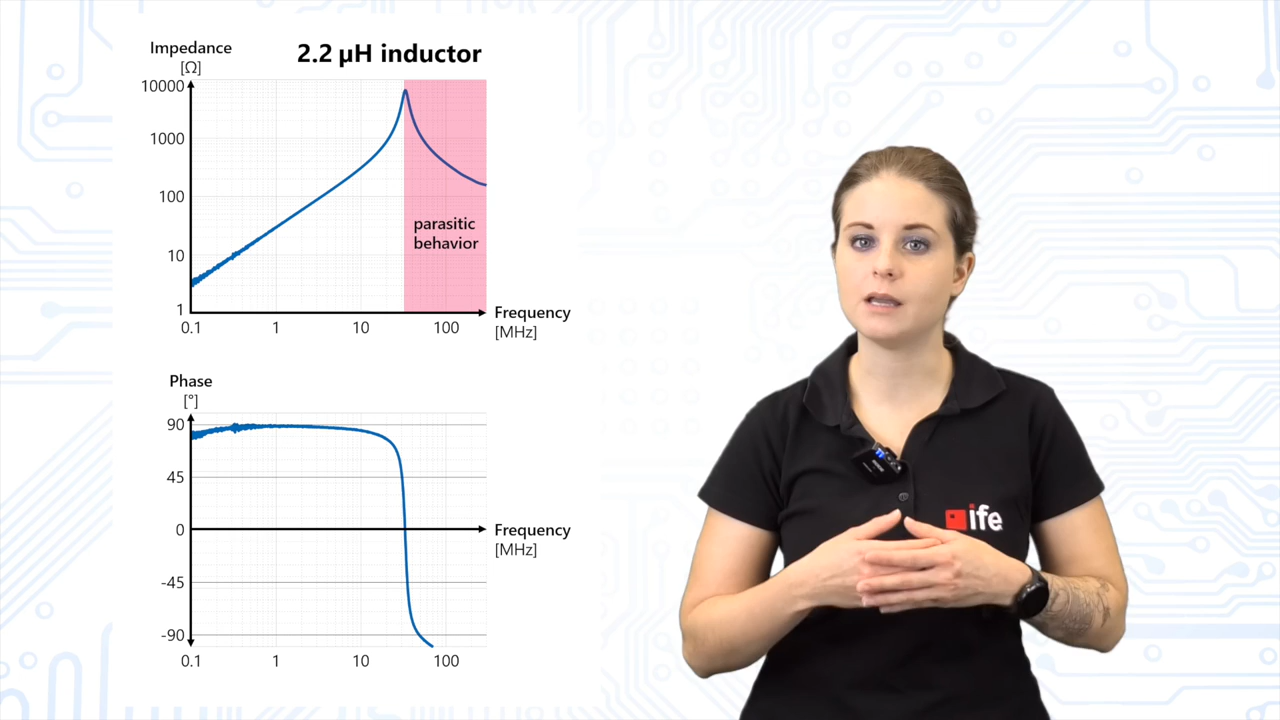 Impedance
[Ω]
2.2 µH inductor
10000
1000
100
10
1
0.1 1 10 100
Frequency
[MHz]
parasitic
behavior
Phase
[°]
90
45
0
-45
-90
0.1 1 10 100
Frequency
[MHz]
ife